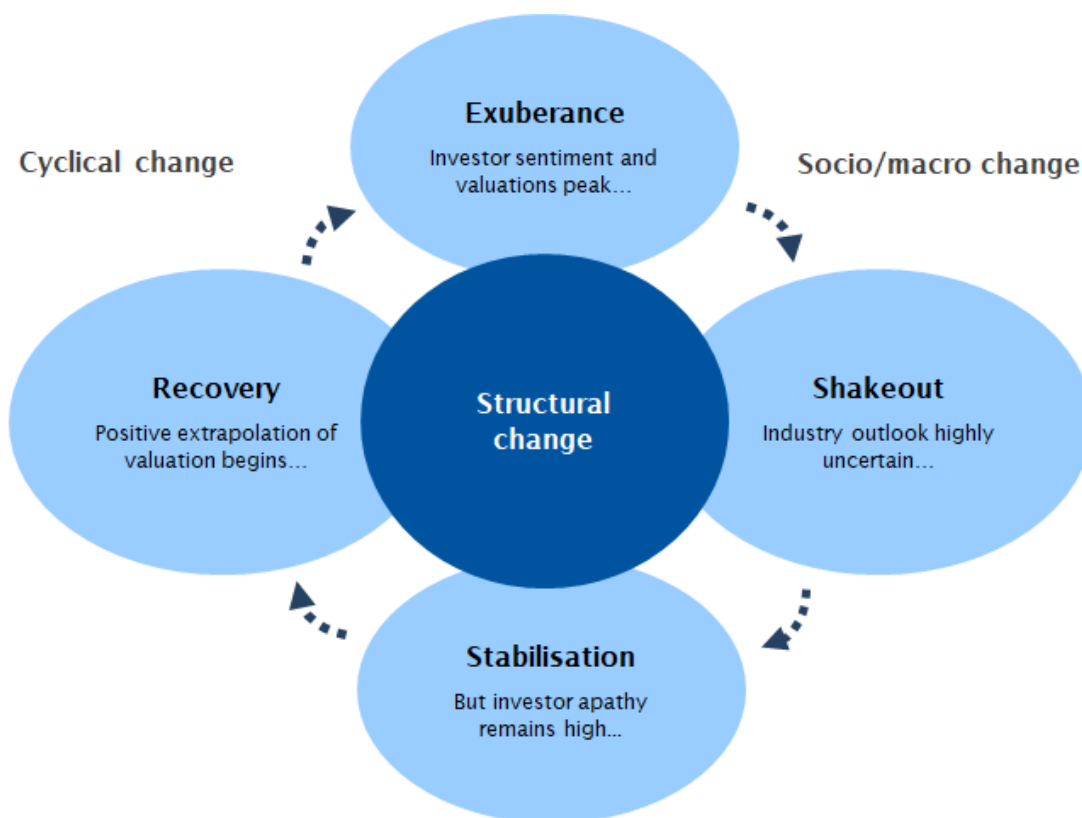 Exuberance
Investor sentiment and
valuations peak…
Cyclical change
Socio/macro change
Recovery
Positive extrapolation of
valuation begins…
Structural
change
Shakeout
Industry outlook highly
uncertain…
Stabilisation
But investor apathy
remains high…